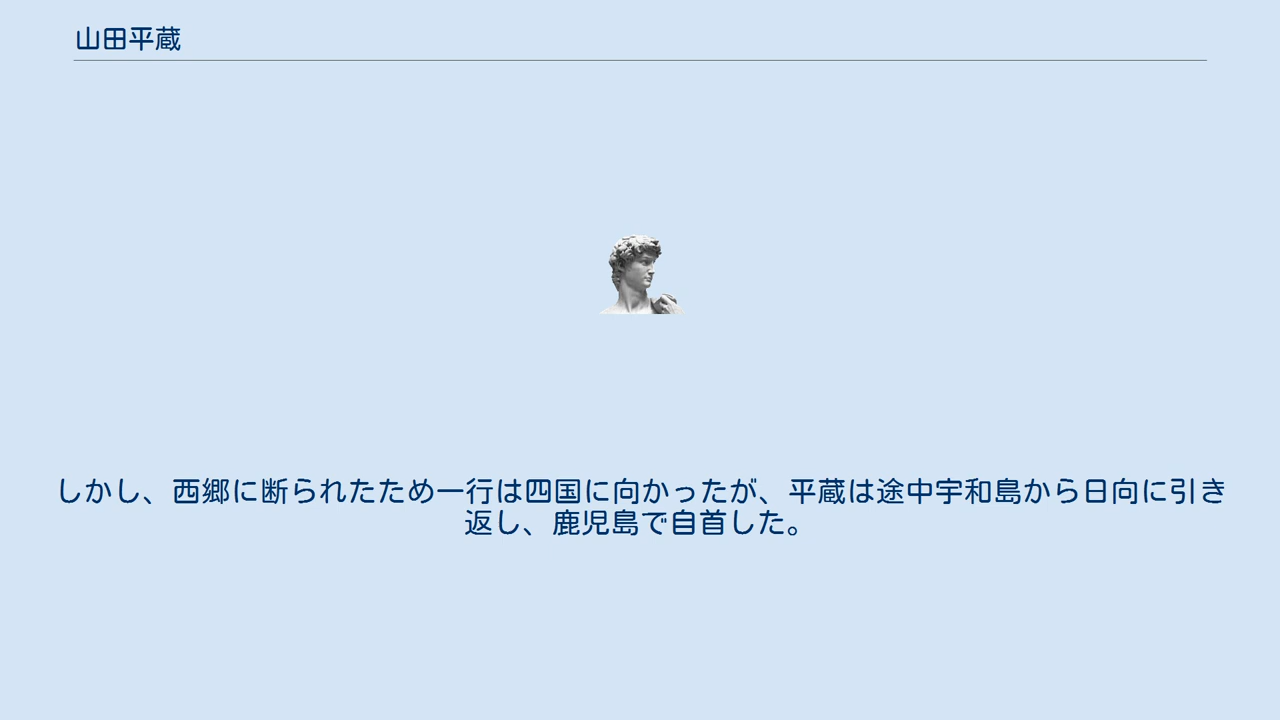 山田平蔵
しかし、西郷に断られたため一行は四国に向かったが、平蔵は途中宇和島から日向に引き
返し、鹿児島で自首した。